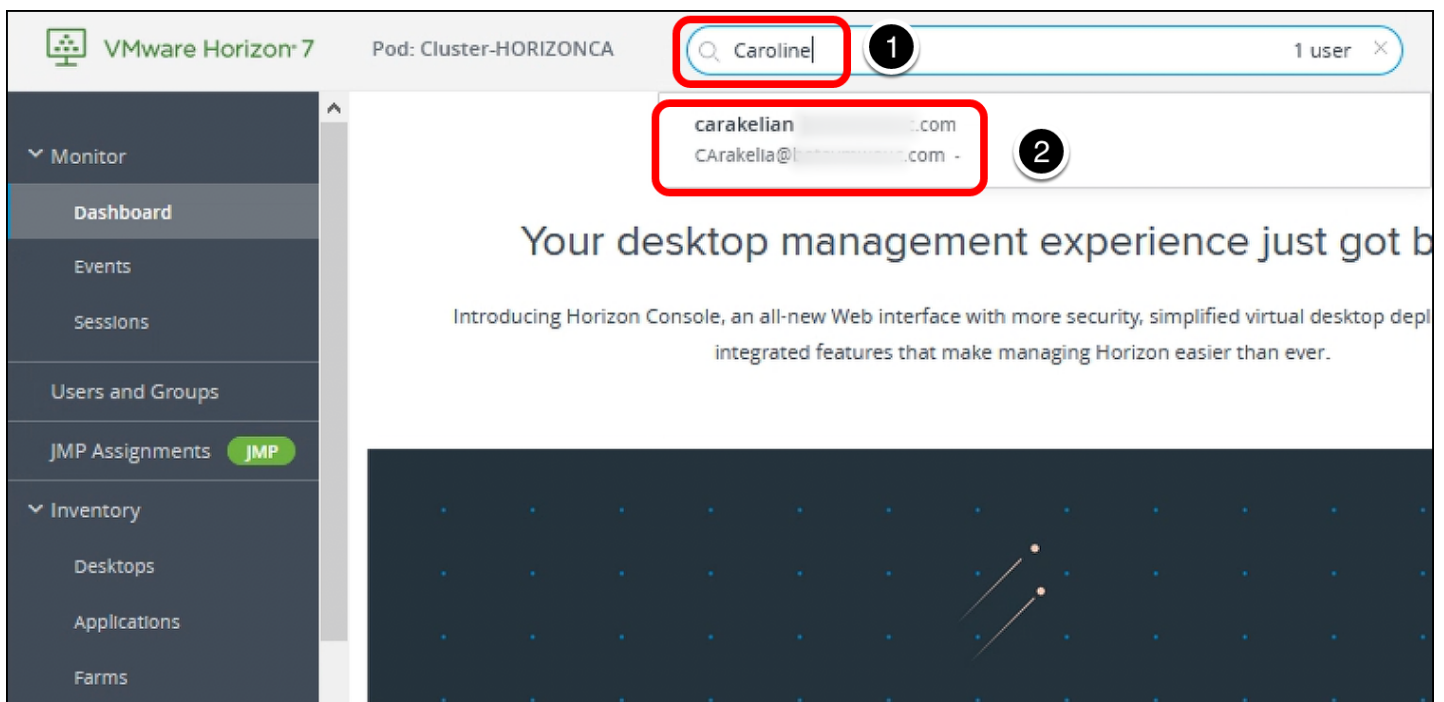 VMware Horizon® 7
Pod: Cluster-HORIZONCA
Caroline
1 user
1
carakelian .com
CArakelia@ .com -
2
Monitor
Dashboard
Events
Sessions
Users and Groups
JMP Assignments JMP
Inventory
Desktops
Applications
Farms
Your desktop management experience just got b
Introducing Horizon Console, an all-new Web interface with more security, simplified virtual desktop depl
integrated features that make managing Horizon easier than ever.